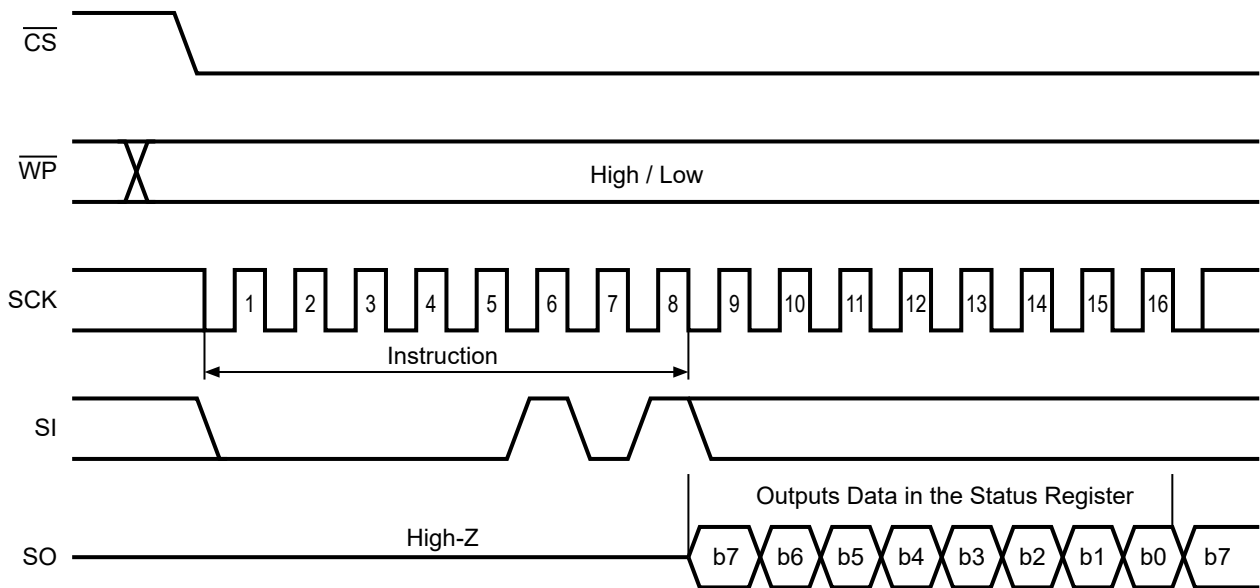 CS
WP
High / Low
SCK
1 2 3 4 5 6 7 8 9 10 11 12 13 14 15 16
Instruction
SI
Outputs Data in the Status Register
High-Z
SO
b7 b6 b5 b4 b3 b2 b1 b0 b7